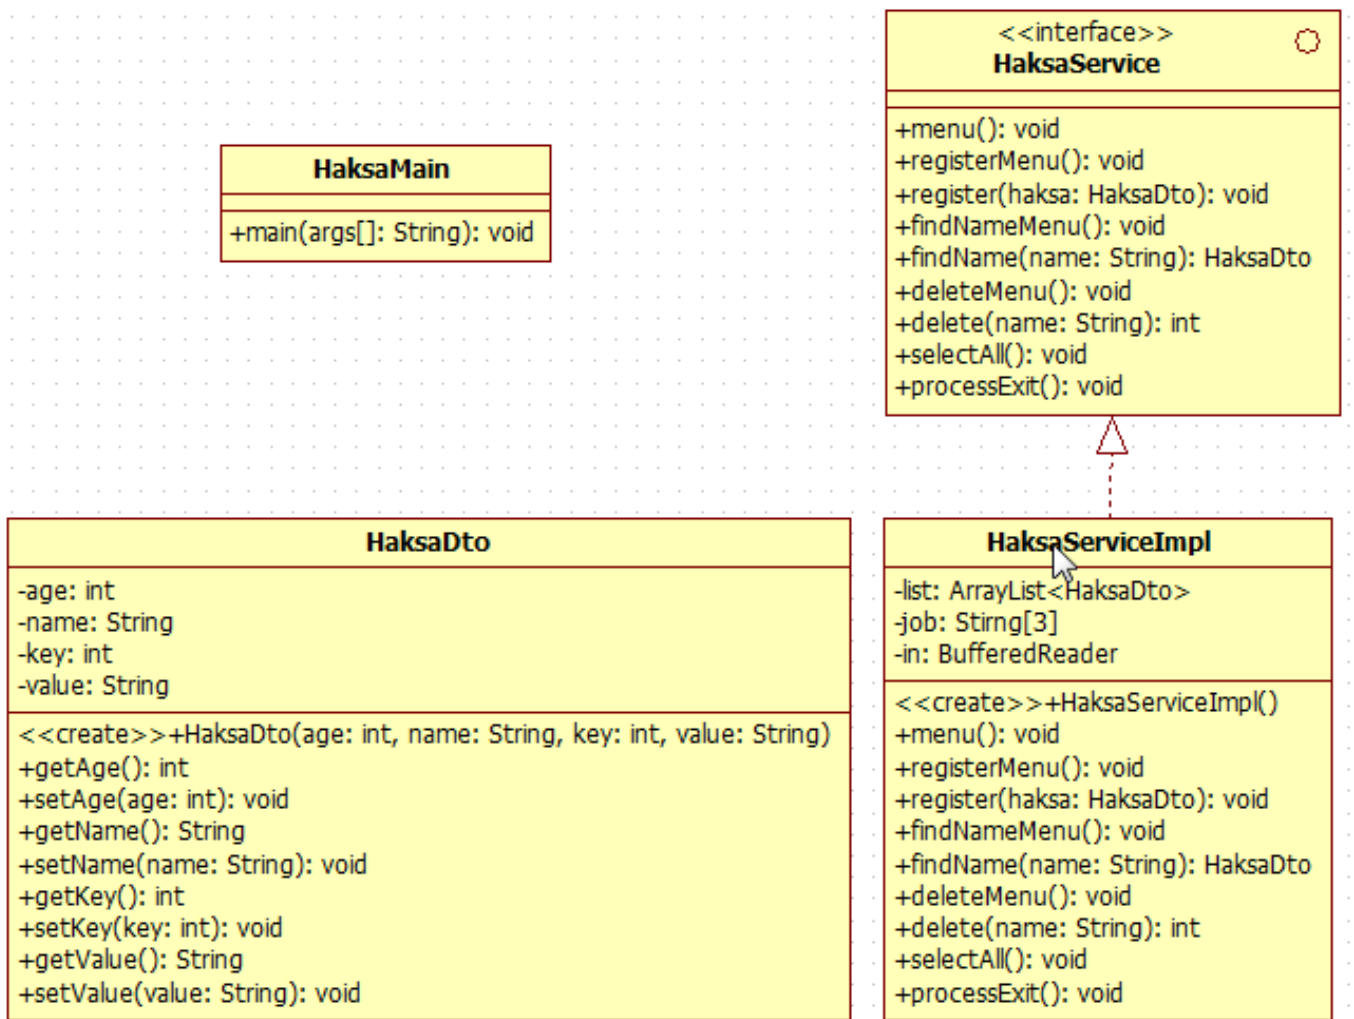 HaksaMain
+main(args[]: String): void
<<interface>>
HaksaService
+menu(): void
+registerMenu(): void
+register(haksa: HaksaDto): void
+findNameMenu(): void
+findName(name: String): HaksaDto
+deleteMenu(): void
+delete(name: String): int
+selectAll(): void
+processExit(): void
HaksaDto
-age: int
-name: String
-key: int
-value: String
<<create>>+HaksaDto(age: int, name: String, key: int, value: String)
+getAge(): int
+setAge(age: int): void
+getName(): String
+setName(name: String): void
+getKey(): int
+setKey(key: int): void
+getValue(): String
+setValue(value: String): void
HaksaServiceImpl
-list: ArrayList<HaksaDto>
-job: Stirng[3]
-in: BufferedReader
<<create>>+HaksaServiceImpl()
+menu(): void
+registerMenu(): void
+register(haksa: HaksaDto): void
+findNameMenu(): void
+findName(name: String): HaksaDto
+deleteMenu(): void
+delete(name: String): int
+selectAll(): void
+processExit(): void